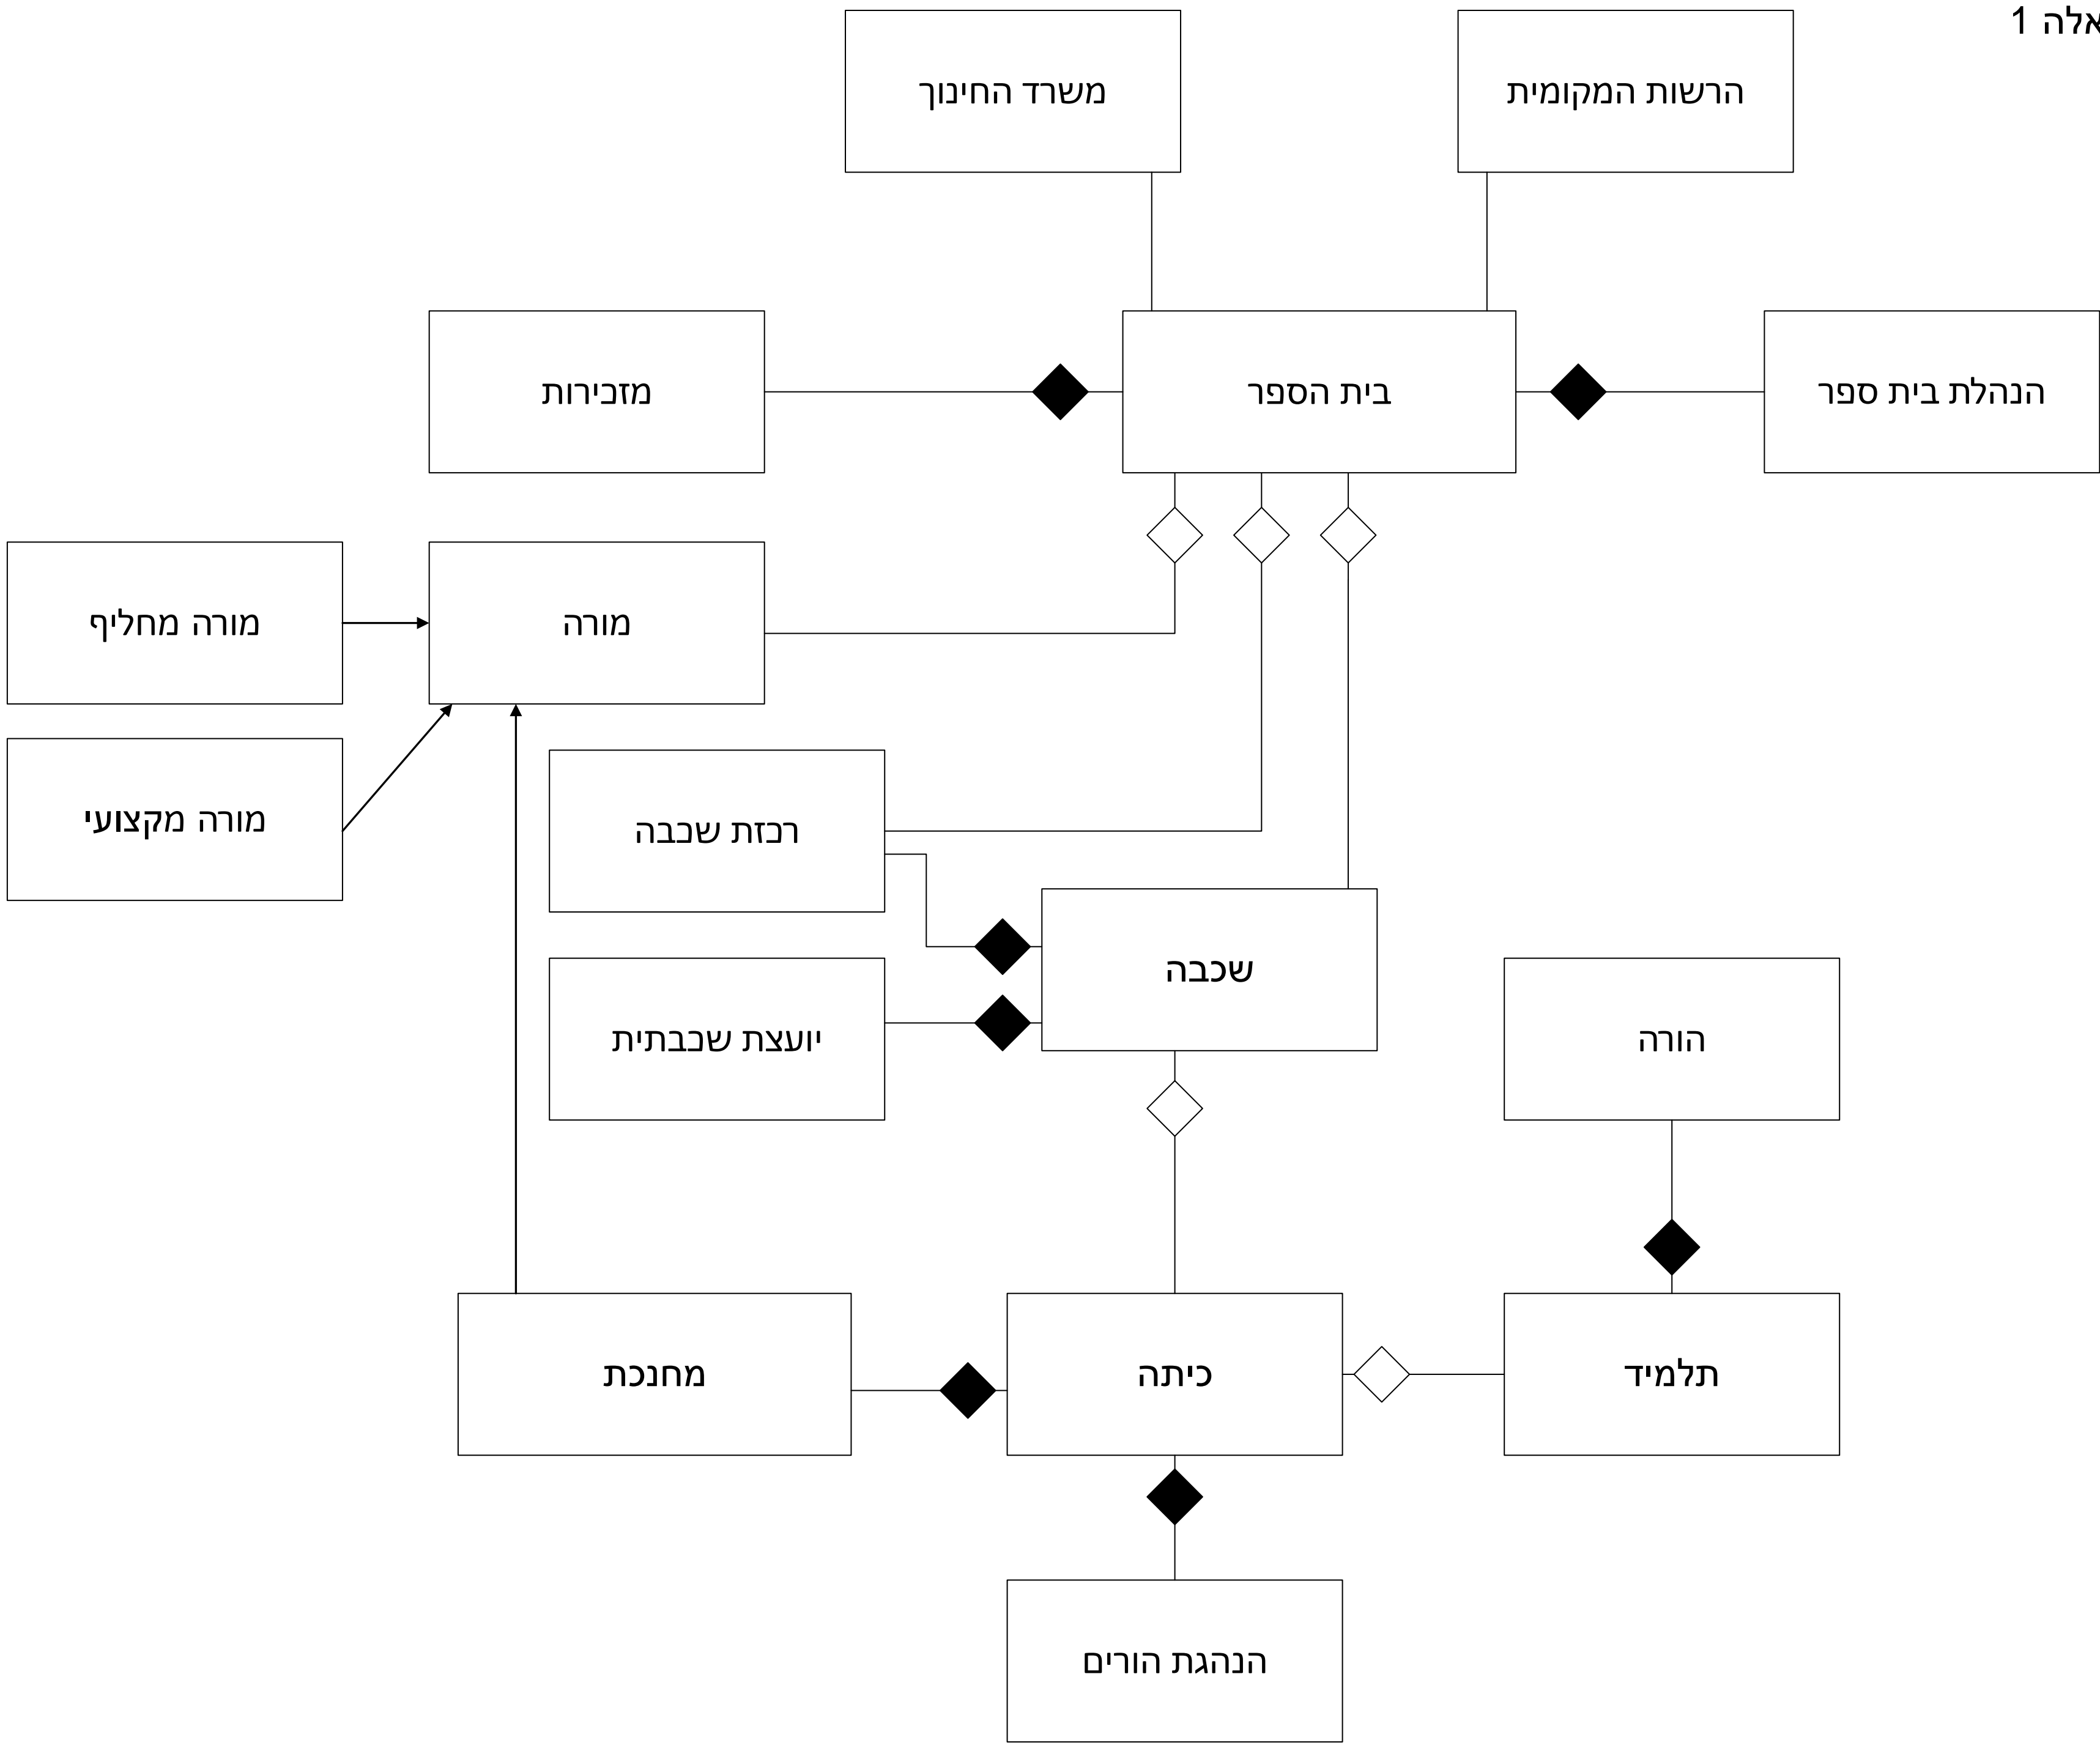 אלה 1
הרשות המקומית
משרד החינוך
הנהלת בית ספר
בית הספר
מזכירות
מורה
מורה מחליף
מורה מקצועי
רכזת שכבה
שכבה
יועצת שכבתית
הורה
תלמיד
כיתה
מחנכת
הנהגת הורים